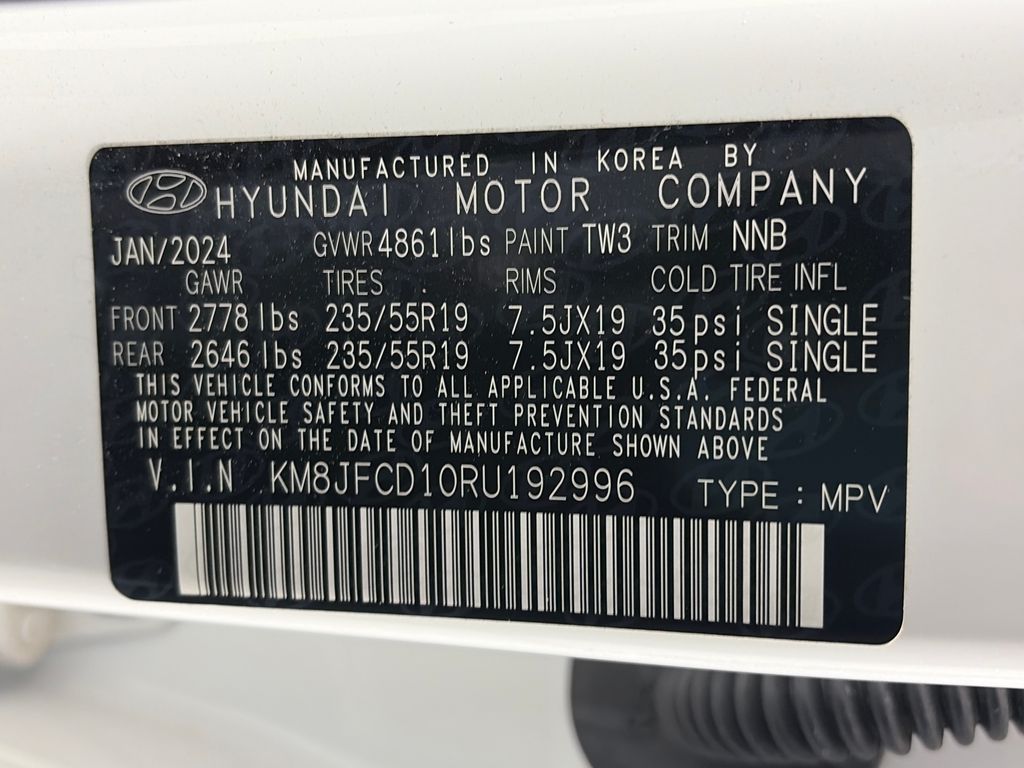 MANUFACTURED IN KOREA BY
HYUNDAI MOTOR COMPANY
JAN/2024 GVWR 4861lbs PAINT TW3 TRIM NNB
GAWR TIRES RIMS COLD TIRE INFL
FRONT 2778 lbs 235/55R19 7.5JX19 35psi SINGLE
REAR 2646 lbs 235/55R19 7.5JX19 35psi SINGLE
THIS VEHICLE CONFORMS TO ALL APPLICABLE U.S.A. FEDERAL
MOTOR VEHICLE SAFETY AND THEFT PREVENTION STANDARDS
IN EFFECT ON THE DATE OF MANUFACTURE SHOWN ABOVE
V.I.N KM8JFCD10RU192996 TYPE : MPV